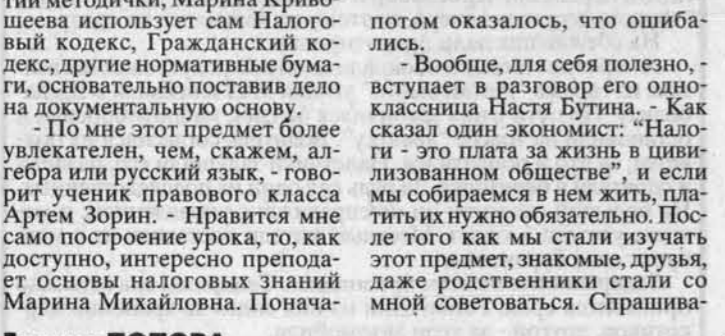 тии методички, Марина Криво-
шеева использует сам Налого-
вый кодекс, Гражданский ко-
декс, другие нормативные бума-
ги, основательно поставив дело
на документальную основу.
- По мне этот предмет более
увлекателен, чем, скажем, ал-
гебра или русский язык, - гово-
рит ученик правового класса
Артем Зорин. - Нравится мне
само построение урока, то, как
доступно, интересно препода-
ет основы налоговых знаний
Марина Михайловна. Понача-
ПОПОВА
потом оказалось, что ошиба-
лись.
- Вообще, для себя полезно, -
вступает в разговор его одно-
классница Настя Бутина. - Как
сказал один экономист: "Нало-
ги - это плата за жизнь в циви-
лизованном обществе", и если
мы собираемся в нем жить, пла-
тить их нужно обязательно. Пос-
ле того как мы стали изучать
этот предмет, знакомые, друзья,
даже родственники стали со
мной советоваться. Спрашива-